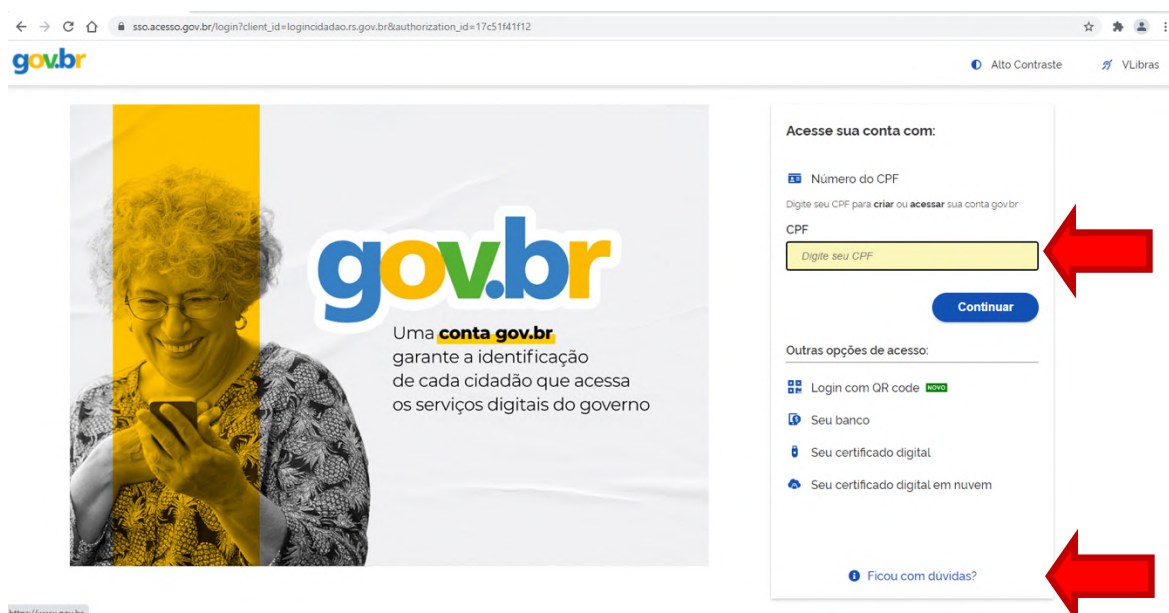 sso.acesso.gov.br/login?client_id=logincidadao.rs.gov.br&authorization_id=17c51f41f12
gov.br
Alto Contraste
VLibras
gov.br
Uma conta gov.br
garante a identificação
de cada cidadão que acessa
os serviços digitais do governo
Acesse sua conta com:
Número do CPF
Digite seu CPF para criar ou acessar sua conta gov.br
CPF
Digite seu CPF
Continuar
Outras opções de acesso:
Login com QR code NOVO
Seu banco
Seu certificado digital
Seu certificado digital em nuvem
Ficou com dúvidas?